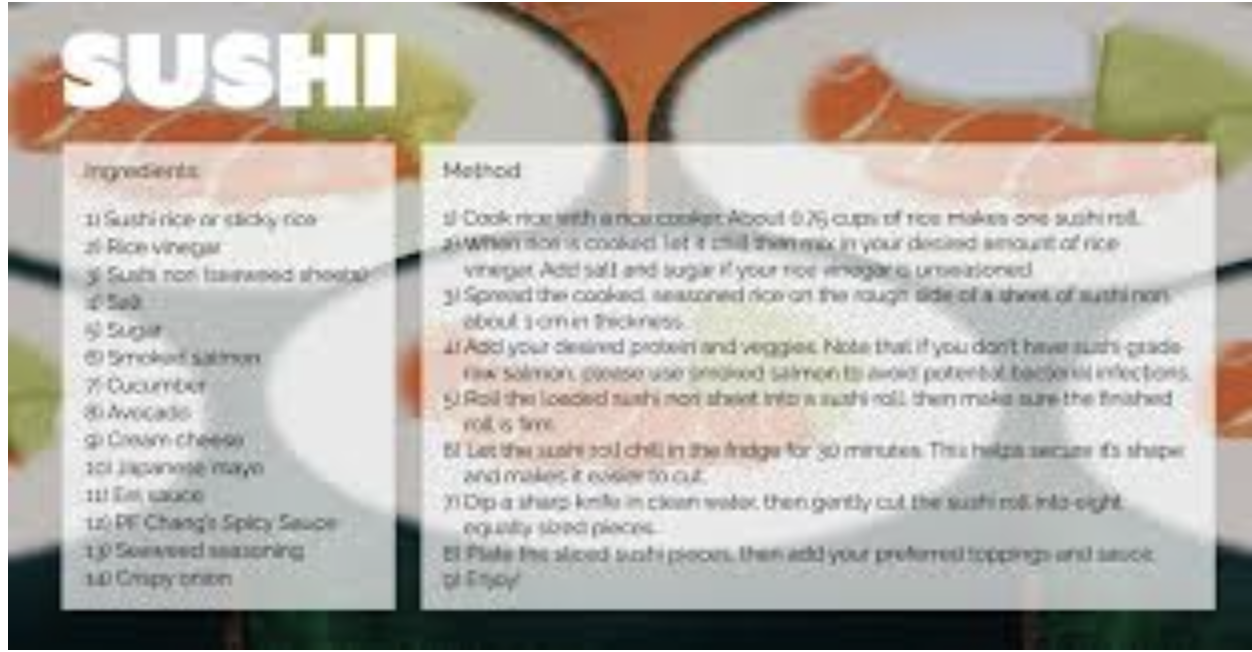 SUSHI
Ingredients:
1) Sushi rice or sticky rice
2) Rice vinegar
3) Sushi nori (seaweed sheets)
4) Salt
5) Sugar
6) Smoked salmon
7) Cucumber
8) Avocado
9) Cream cheese
10) Japanese mayo
11) Eel sauce
12) PF Chang's Spicy Sauce
13) Seaweed seasoning
14) Crispy onion
Method:
1) Cook rice with a rice cooker. About 0.75 cups of rice makes one sushi roll.
2) When rice is cooked, let it chill then mix in your desired amount of rice
vinegar. Add salt and sugar if your rice vinegar is unseasoned.
3) Spread the cooked, seasoned rice on the rough side of a sheet of sushi nori
about 1 cm in thickness.
4) Add your desired protein and veggies. Note that if you don't have sushi-grade
raw salmon, please use smoked salmon to avoid potential bacterial infections.
5) Roll the loaded sushi nori sheet into a sushi roll, then make sure the finished
roll is firm.
6) Let the sushi roll chill in the fridge for 30 minutes. This helps secure it's shape
and makes it easier to cut.
7) Dip a sharp knife in clean water, then gently cut the sushi roll into eight
equally sized pieces.
8) Plate the sliced sushi pieces, then add your preferred toppings and sauce.
9) Enjoy!